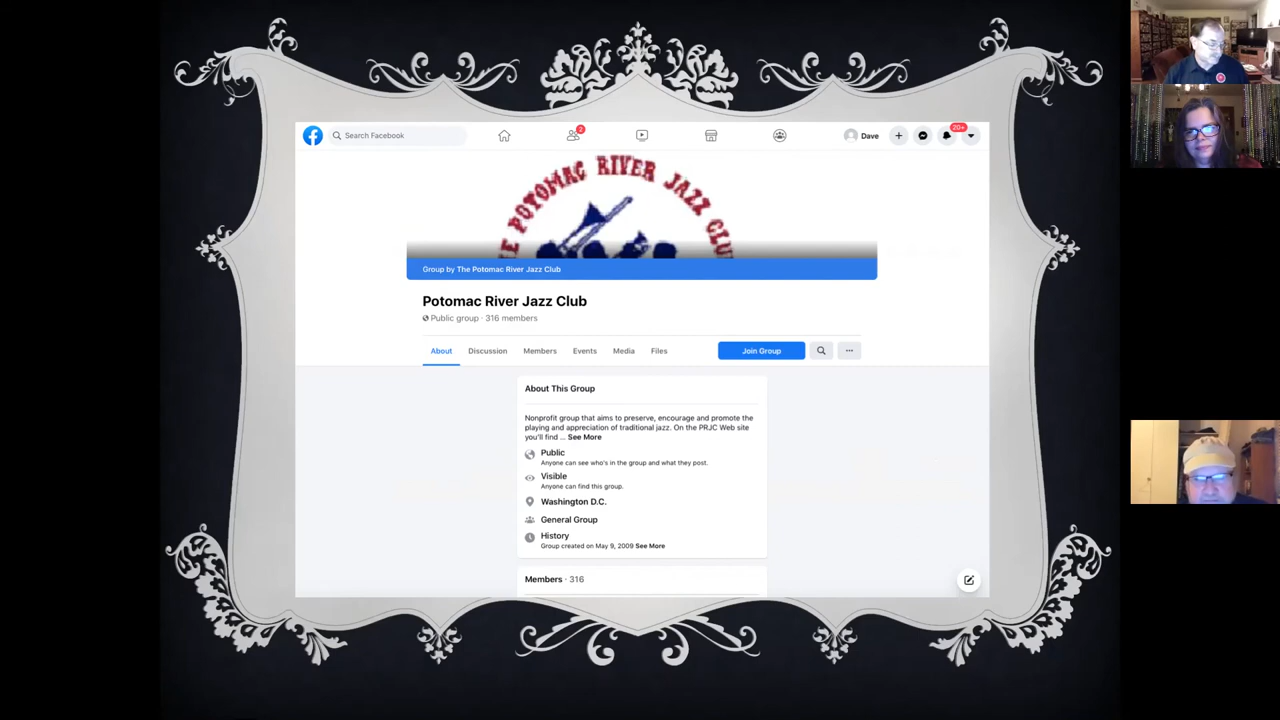 Search Facebook
2
Dave
20+
THE POTOMAC RIVER JAZZ CLUB
Group by The Potomac River Jazz Club
Potomac River Jazz Club
Public group · 316 members
About Discussion Members Events Media Files Join Group
About This Group
Nonprofit group that aims to preserve, encourage and promote the
playing and appreciation of traditional jazz. On the PRJC Web site
you'll find ... See More
Public
Anyone can see who's in the group and what they post.
Visible
Anyone can find this group.
Washington D.C.
General Group
History
Group created on May 9, 2009 See More
Members · 316